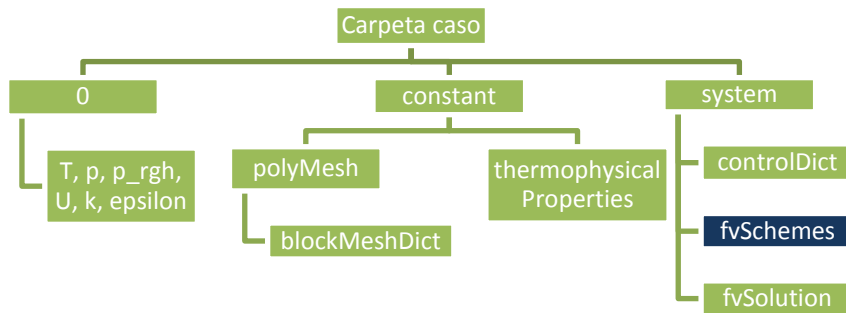 Carpeta caso
0
constant
system
T, p, p_rgh,
U, k, epsilon
polyMesh
thermophysical
Properties
controlDict
blockMeshDict
fvSchemes
fvSolution